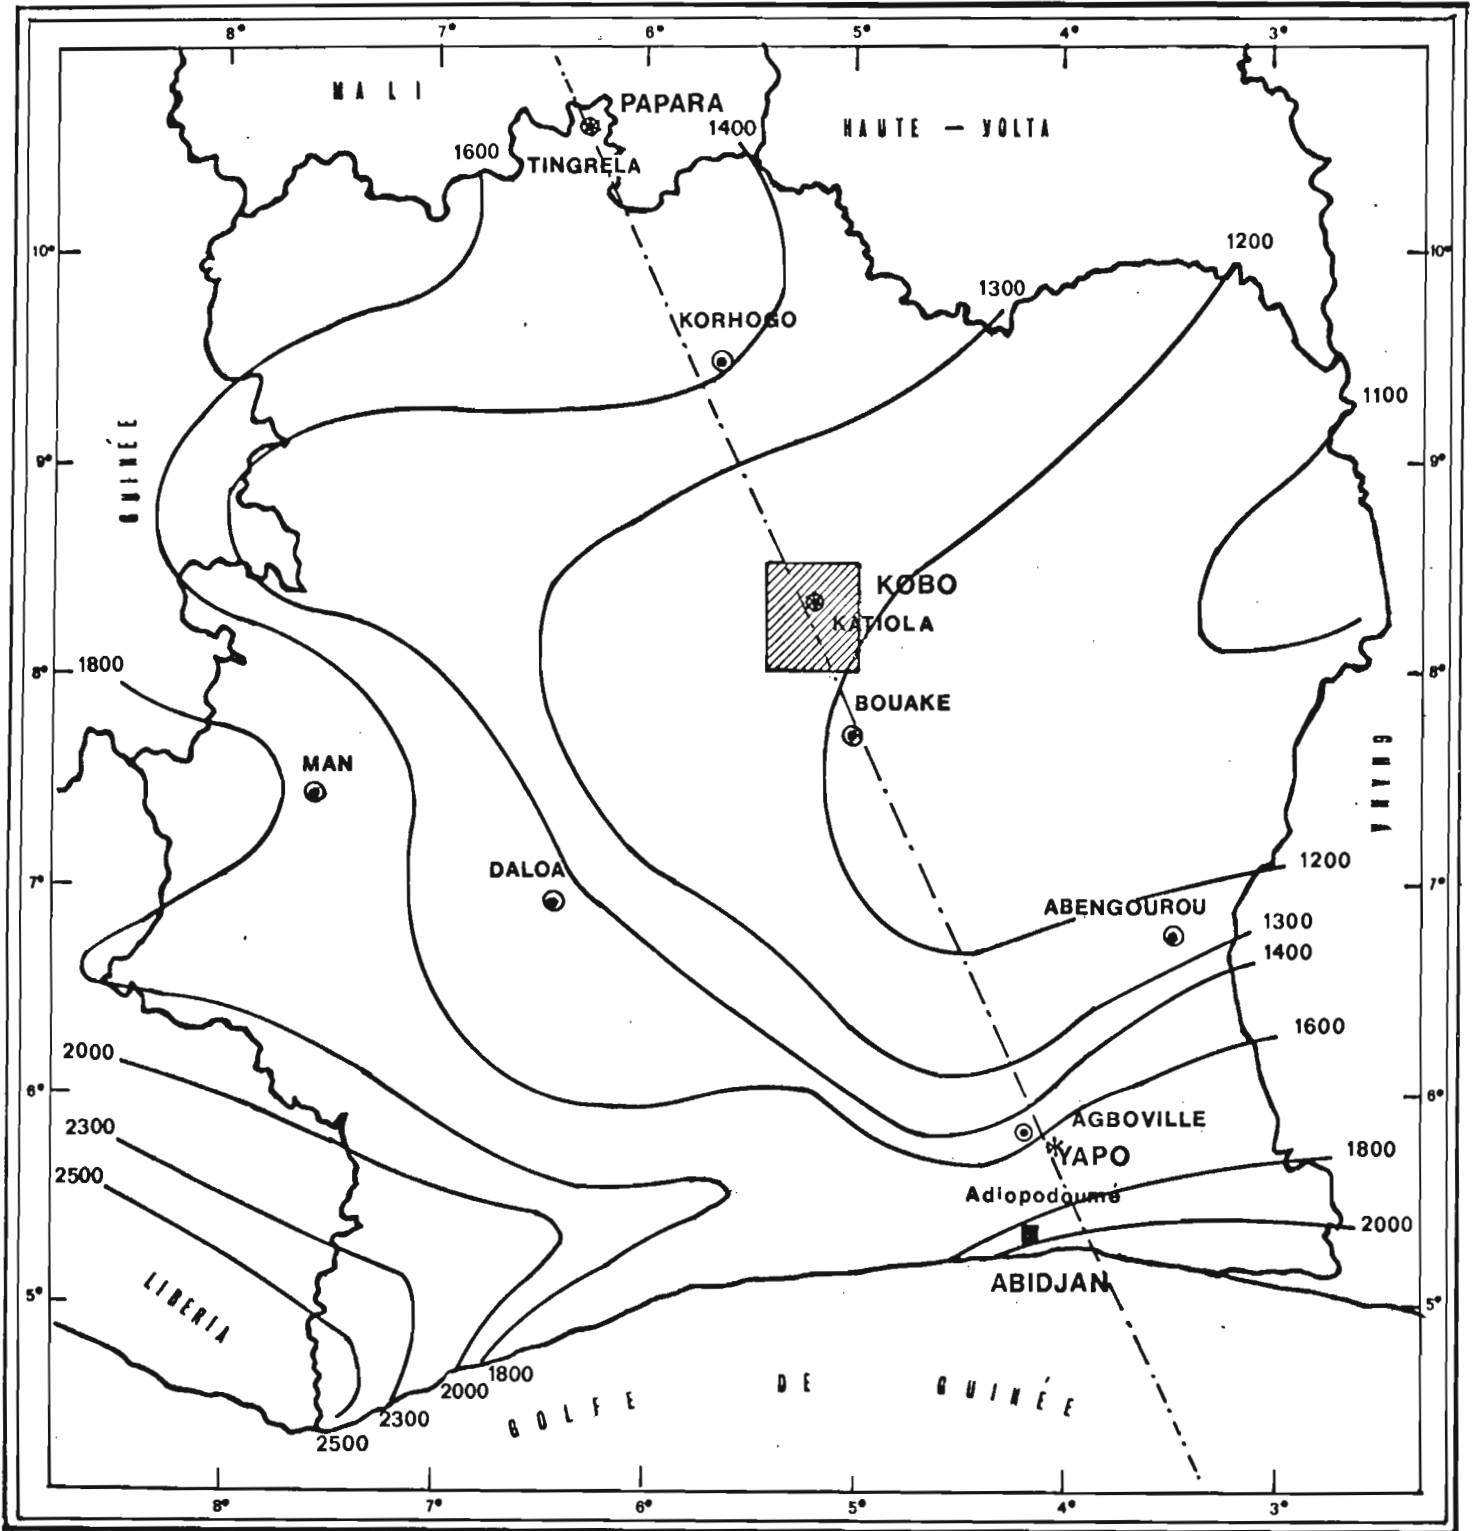 8° 7° 6° 5° 4° 3°
MALI
PAPARA
1400
HAUTE — VOLTA
1600
TINGRELA
10°
1200
10°
1300
KORHOGO
1100
GUINÉE
9°
9°
KOBO
KATIOLA
1800
8°
8°
BOUAKE
GHANA
MAN
DALOA
1200
7°
7°
ABENGOUROU
1300
1400
1600
2000
6°
6°
2300
AGBOVILLE
YAPO
1800
2500
Adiopodoumé
2000
ABIDJAN
LIBERIA
5°
5°
1800
2000
GOLFE DE GUINÉE
2300
2500
8° 7° 6° 5° 4° 3°